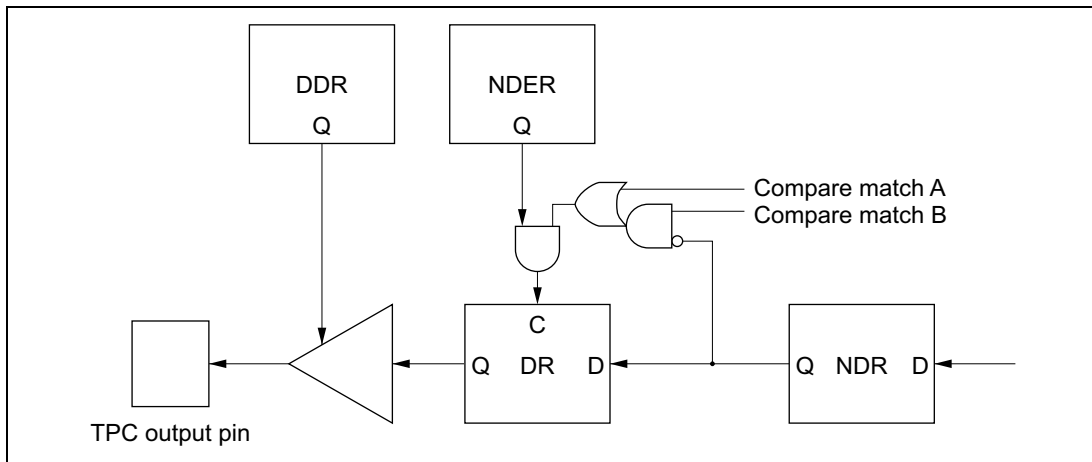 DDR
Q
NDER
Q
Compare match A
Compare match B
C
Q DR D
Q NDR D
TPC output pin